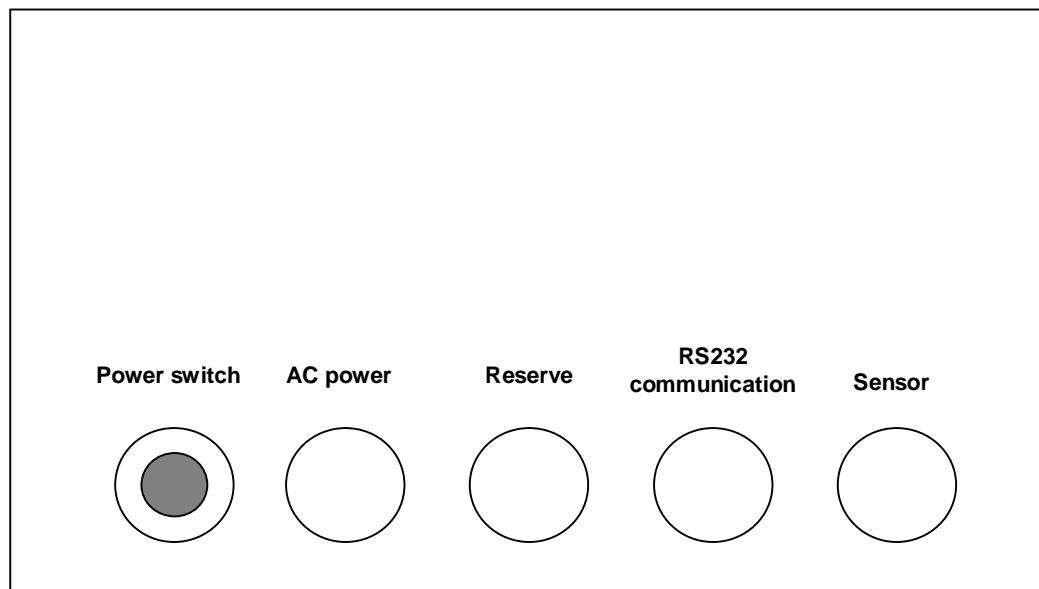 Power switch
AC power
Reserve
RS232
communication
Sensor